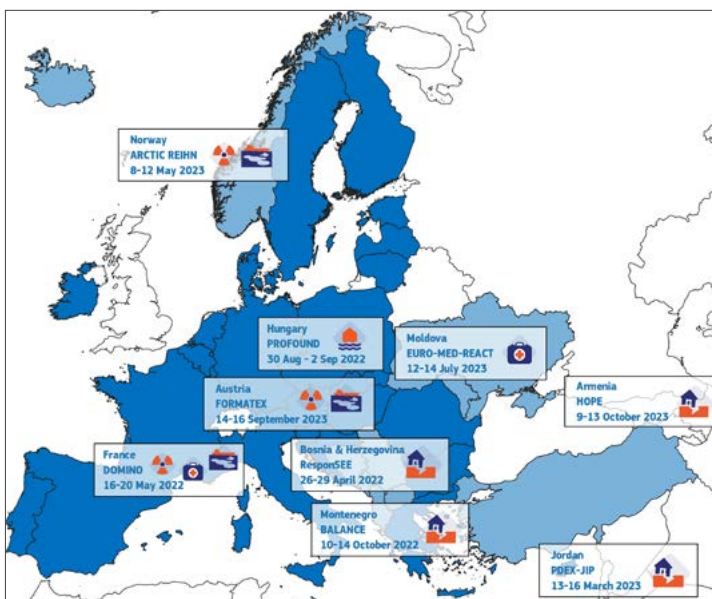 Norway
ARCTIC REIHN
8-12 May 2023
Hungary
PROFOUND
30 Aug - 2 Sep 2022
Moldova
EURO-MED-REACT
12-14 July 2023
Austria
FORMATEX
14-16 September 2023
Armenia
HOPE
9-13 October 2023
France
DOMINO
16-20 May 2022
Bosnia & Herzegovina
ResponSEE
26-29 April 2022
Montenegro
BALANCE
10-14 October 2022
Jordan
PDEX-JIP
13-16 March 2023